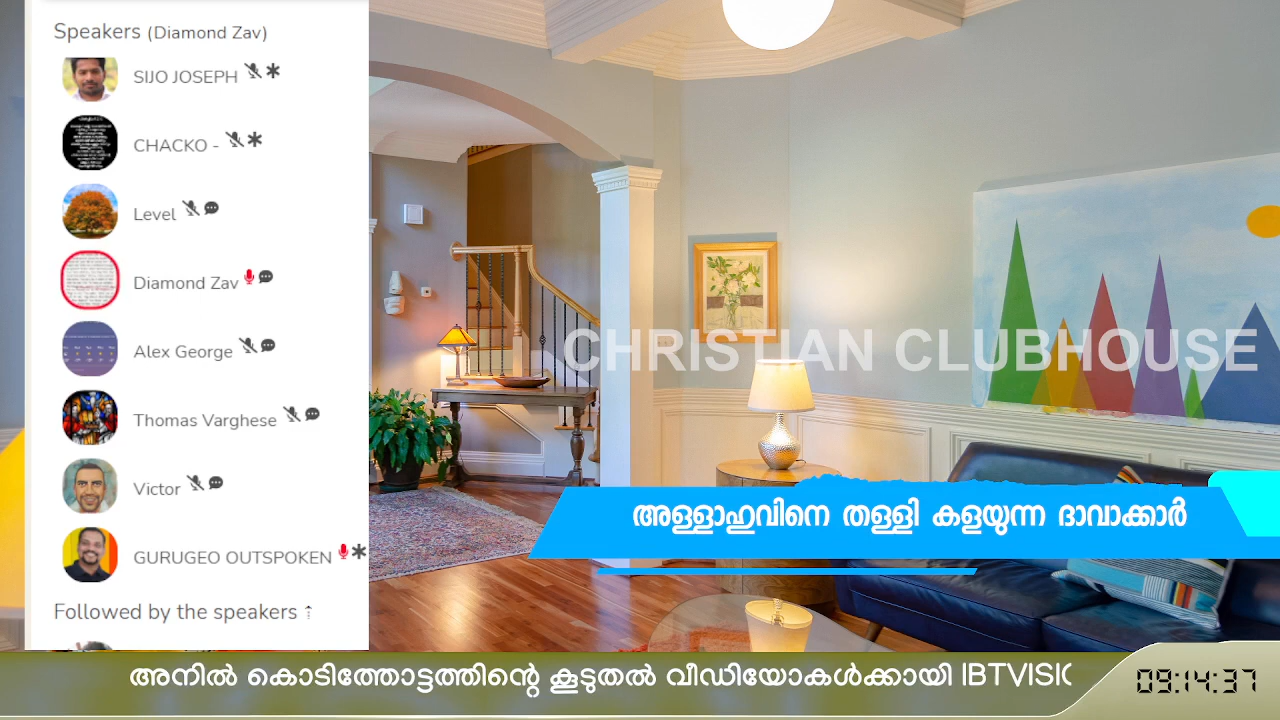 Speakers (Diamond Zav)
SIJO JOSEPH
CHACKO -
Level
Diamond Zav
Alex George
Thomas Varghese
Victor
GURUGEO OUTSPOKEN
Followed by the speakers
CHRISTIAN CLUBHOUSE
അള്ളാഹുവിനെ തള്ളി കളയുന്ന ദാവാക്കാർ
അനിൽ കൊടിത്തോട്ടത്തിന്റെ കൂടുതൽ വീഡിയോകൾക്കായി IBTVISIO
09:14:37